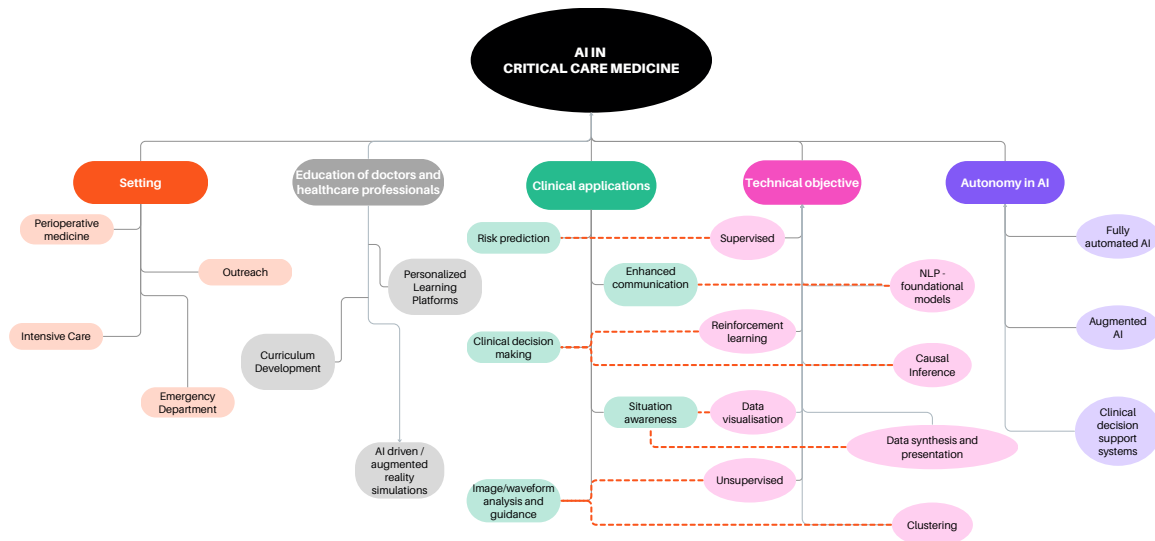 AI IN
CRITICAL CARE MEDICINE
Setting
Education of doctors and
healthcare professionals
Clinical applications
Technical objective
Autonomy in AI
Perioperative
medicine
Outreach
Intensive Care
Emergency
Department
Personalized
Learning
Platforms
Curriculum
Development
AI driven /
augmented
reality
simulations
Risk prediction
Enhanced
communication
Clinical decision
making
Situation
awareness
Image/waveform
analysis and
guidance
Supervised
NLP -
foundational
models
Reinforcement
learning
Causal
Inference
Data
visualisation
Data synthesis and
presentation
Unsupervised
Clustering
Fully
automated AI
Augmented
AI
Clinical
decision
support
systems